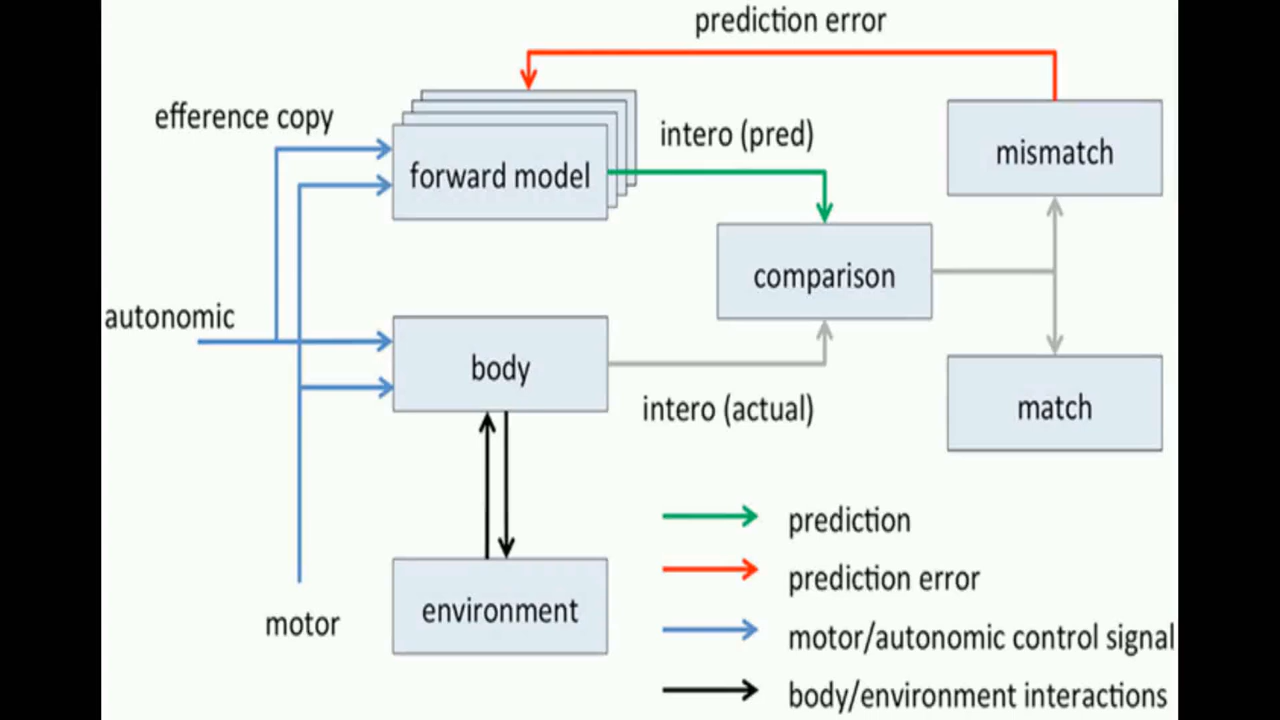 prediction error
efference copy
intero (pred)
mismatch
forward model
comparison
autonomic
body
intero (actual)
match
prediction
prediction error
environment
motor
motor/autonomic control signal
body/environment interactions